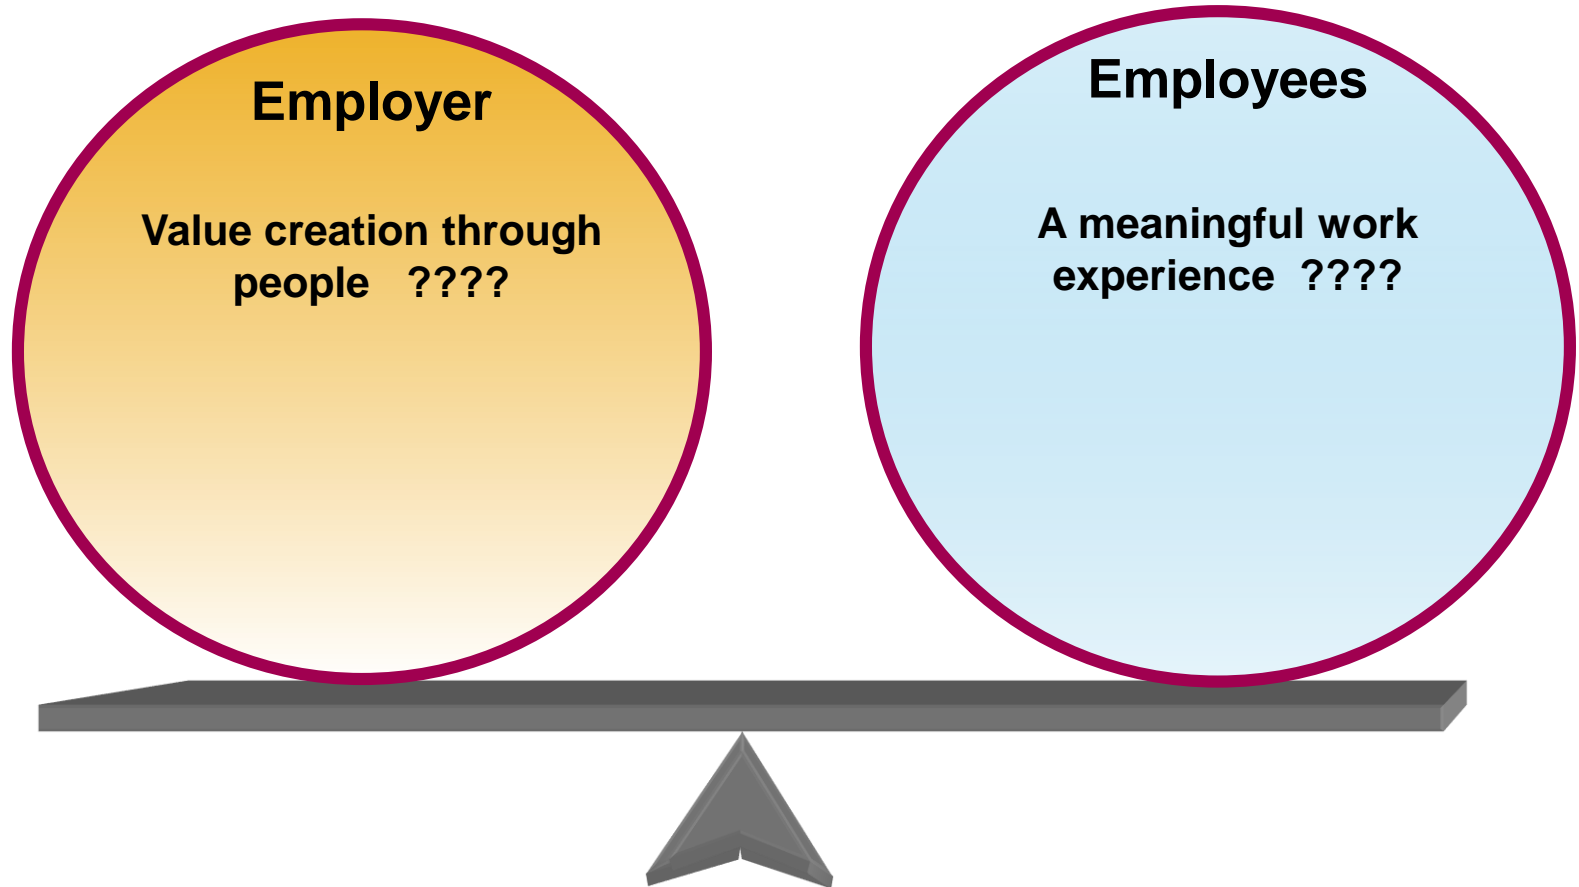 Employer
Value creation through
people ????
Employees
A meaningful work
experience ????